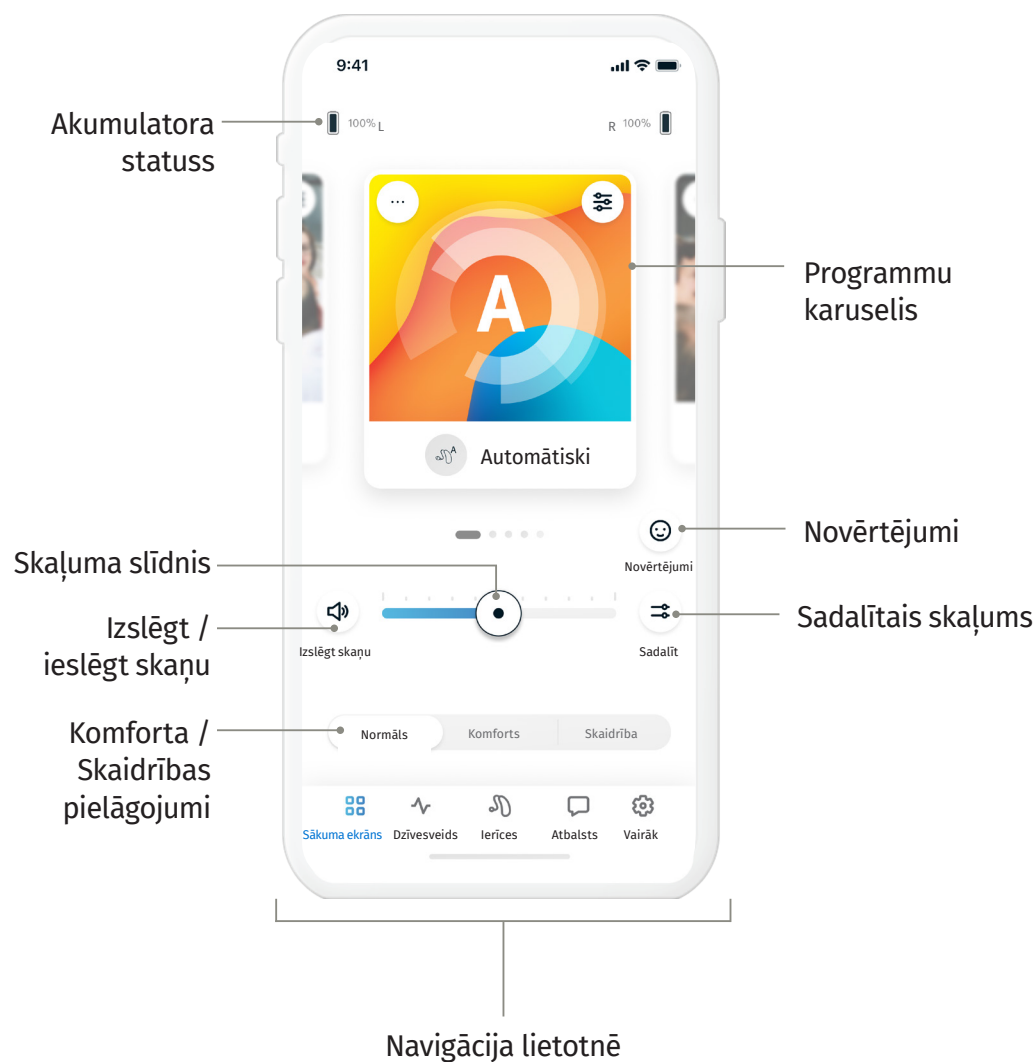 9:41
Akumulatora
statuss
100% L
R 100%
...
A
Programmu
karuselis
A
Automātiski
Novērtējumi
Novērtējumi
Skaļuma slīdnis
Izslēgt /
ieslēgt skaņu
Izslēgt skaņu
Sadalīt
Sadalītais skaļums
Komforta /
Skaidrības
pielāgojumi
Normāls
Komforts
Skaidrība
Sākuma ekrāns
Dzīvesveids
Ierīces
Atbalsts
Vairāk
Navigācija lietotnē